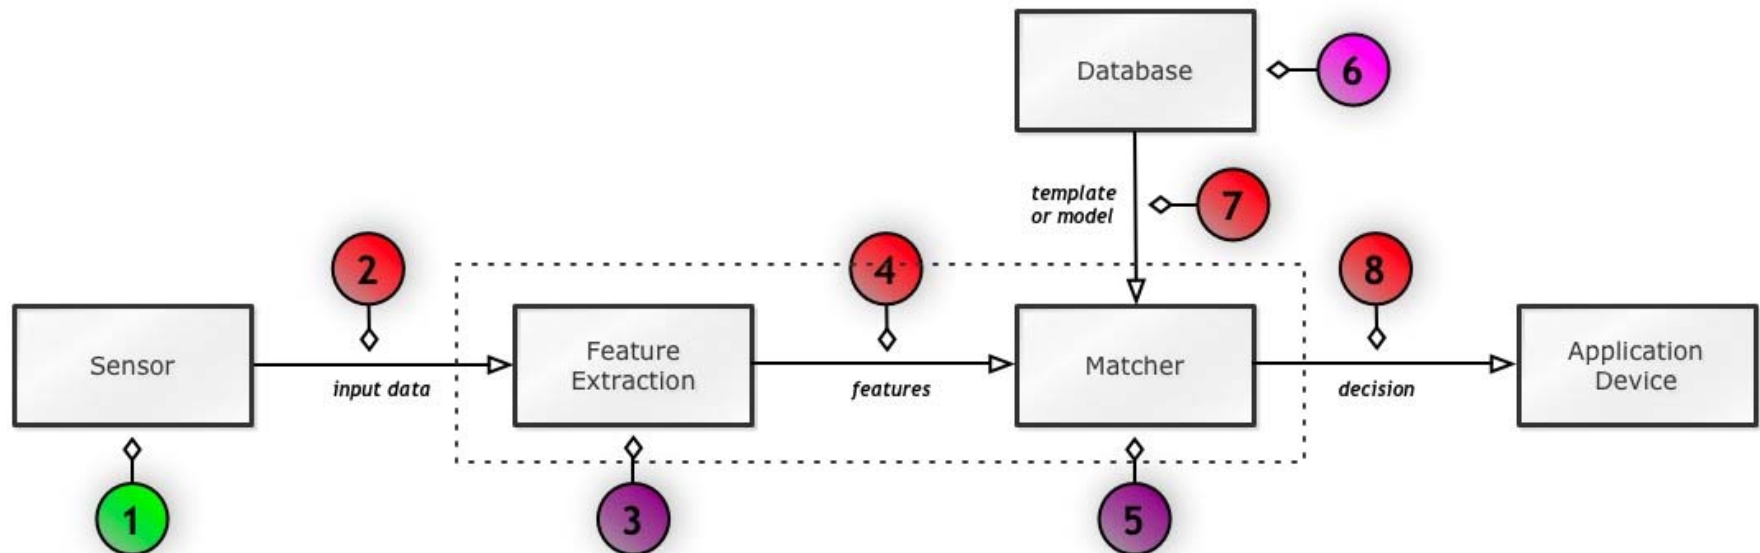 Database
6
template
or model
7
2
4
8
Sensor
input data
Feature
Extraction
features
Matcher
decision
Application
Device
1
3
5